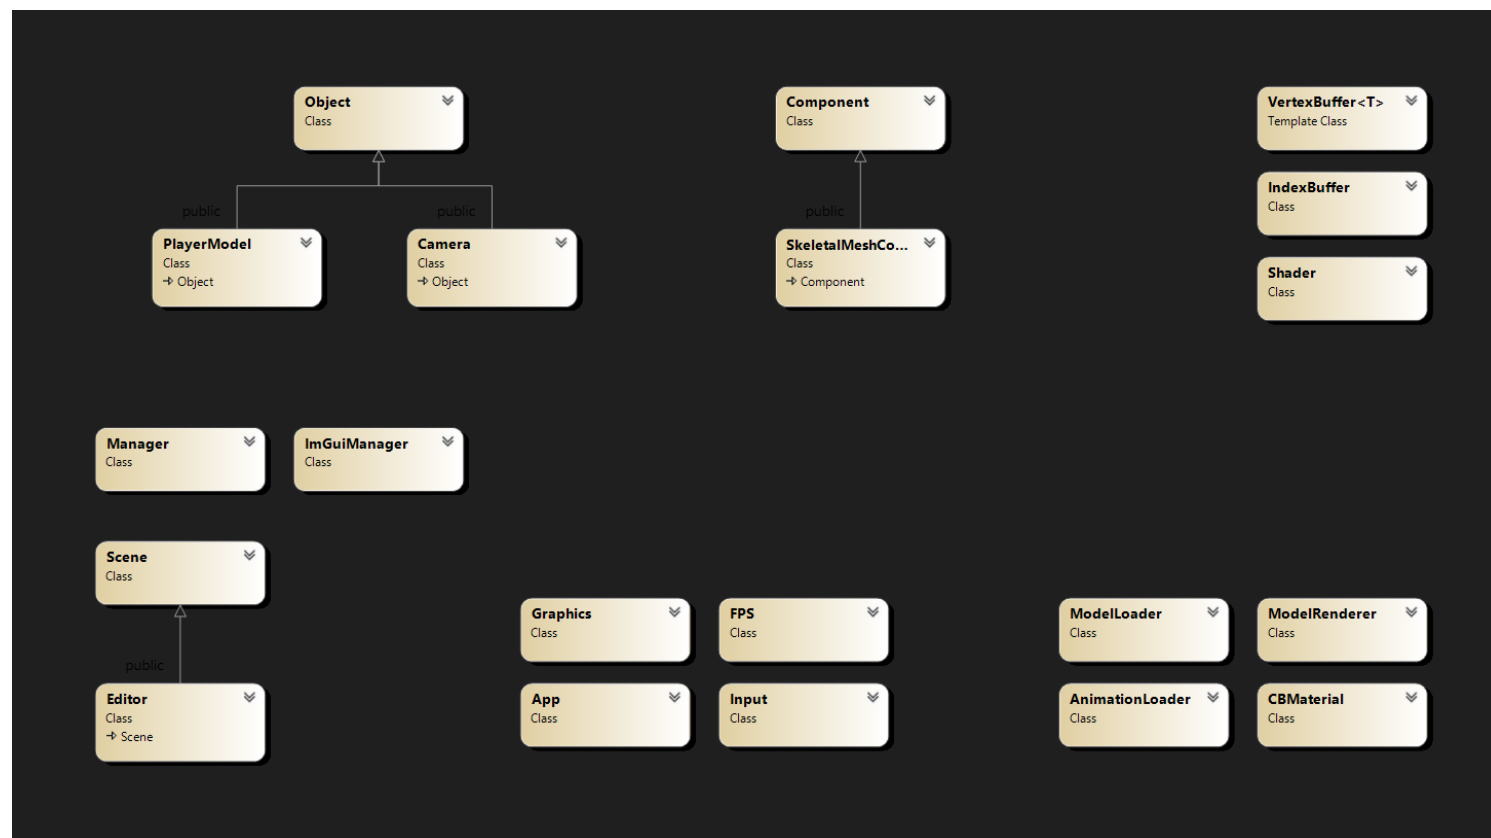 Object
Class
Component
Class
VertexBuffer<T>
Template Class
IndexBuffer
Class
public
public
public
PlayerModel
Class
Object
Camera
Class
Object
SkeletalMeshCo...
Class
Component
Shader
Class
Manager
Class
ImGuiManager
Class
Scene
Class
public
Editor
Class
Scene
Graphics
Class
FPS
Class
App
Class
Input
Class
ModelLoader
Class
ModelRenderer
Class
AnimationLoader
Class
CBMaterial
Class